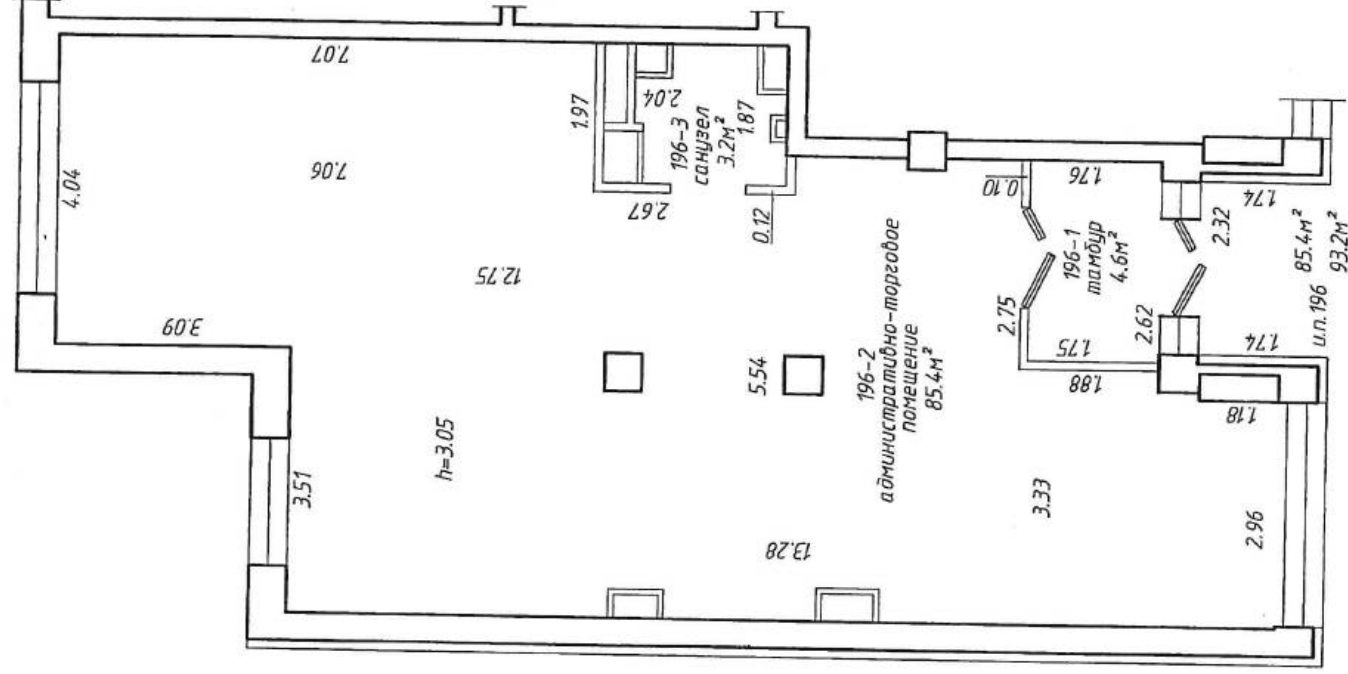 7.07
4.04
7.06
1.97
2.04
196-3
санузел
3.2м²
1.87
2.67
0.12
0.10
1.76
1.74
2.32
196-1
тамбур
4.6м²
85.4м²
93.2м²
и.п.196
12.75
3.09
2.75
2.62
1.75
1.88
1.74
1.18
5.54
196-2
административно-торговое
помещение
85.4м²
h=3.05
3.51
3.33
2.96
13.28